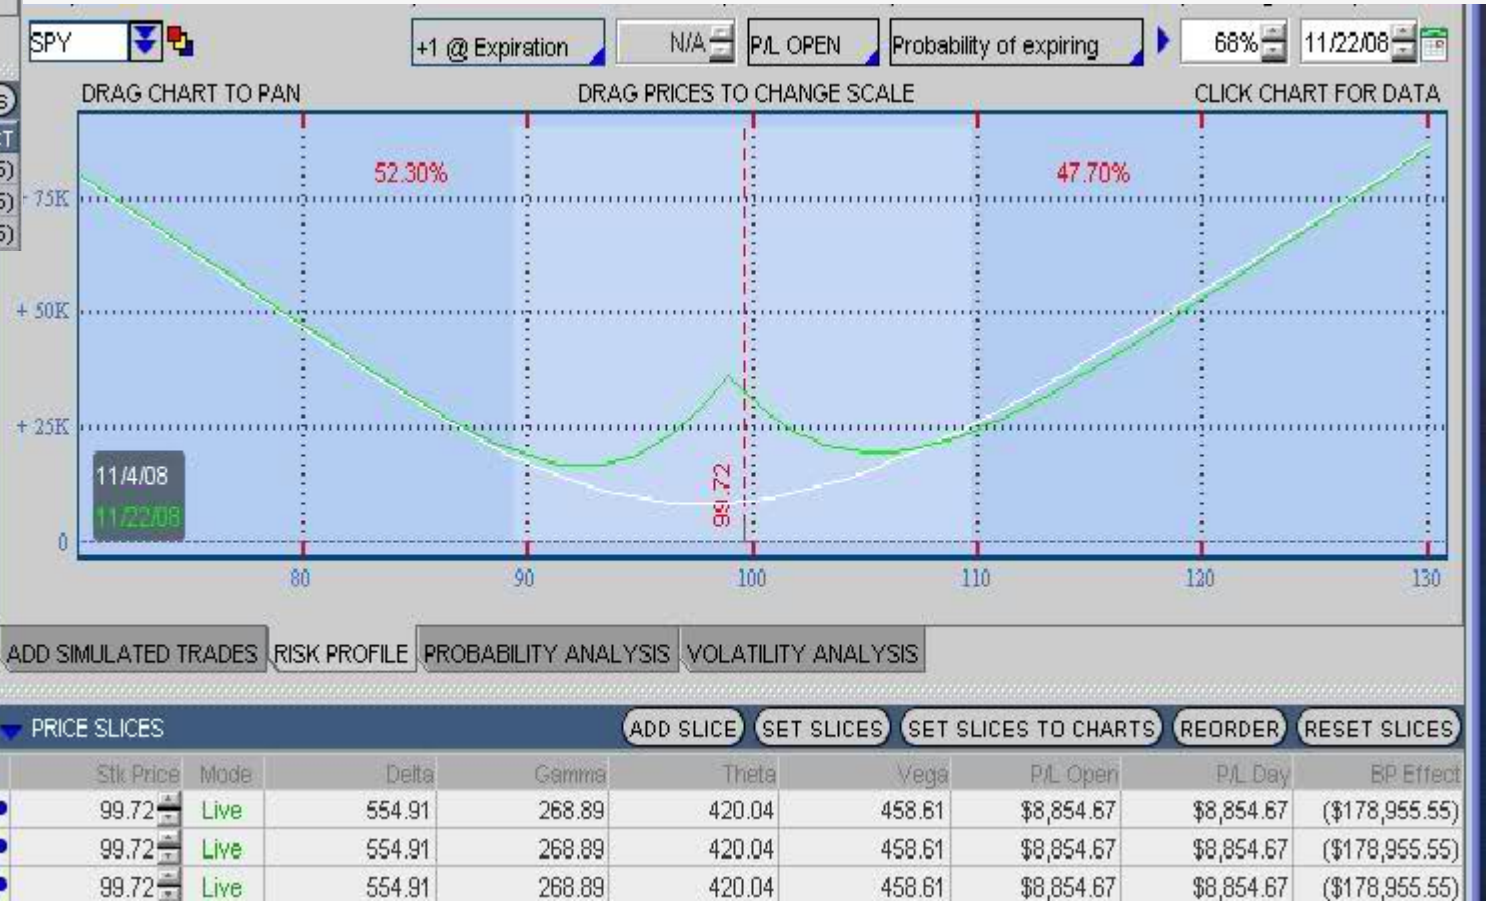 SPY +1 @ Expiration N/A P/L OPEN Probability of expiring 68% 11/22/08
DRAG CHART TO PAN DRAG PRICES TO CHANGE SCALE CLICK CHART FOR DATA
52.30% 47.70%
+ 75K
+ 50K
+ 25K
0
11/4/08
11/22/08
99.72
80 90 100 110 120 130
ADD SIMULATED TRADES RISK PROFILE PROBABILITY ANALYSIS VOLATILITY ANALYSIS
PRICE SLICES ADD SLICE SET SLICES SET SLICES TO CHARTS REORDER RESET SLICES
Stk Price Mode Delta Gamma Theta Vega P/L Open P/L Day BP Effect
99.72 Live 554.91 268.89 420.04 458.61 $8,854.67 $8,854.67 ($178,955.55)
99.72 Live 554.91 268.89 420.04 458.61 $8,854.67 $8,854.67 ($178,955.55)
99.72 Live 554.91 268.89 420.04 458.61 $8,854.67 $8,854.67 ($178,955.55)